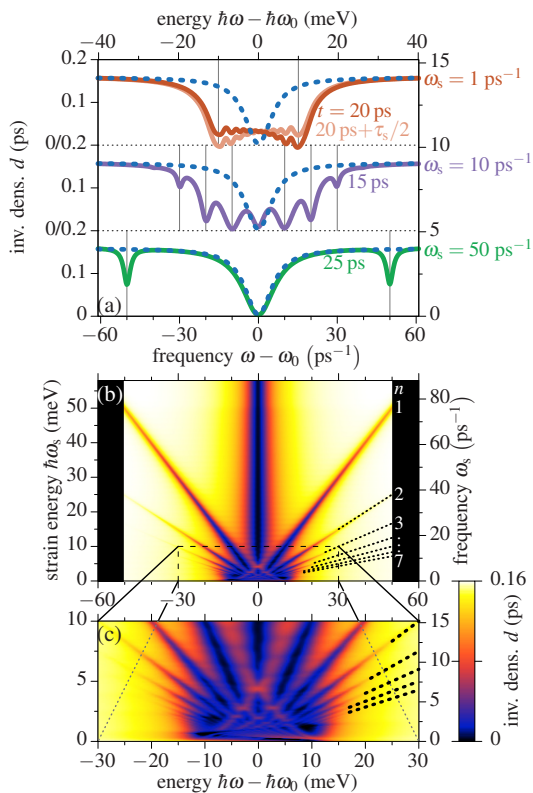 energy ħω − ħω₀ (meV)
−40 −20 0 20 40
0.2 15
ωₛ = 1 ps⁻¹
0.1
t = 20 ps
20 ps+τₛ/2
0/0.2 10
ωₛ = 10 ps⁻¹
0.1 15 ps
0/0.2 5
ωₛ = 50 ps⁻¹
0.1 25 ps
0 (a) 0
inv. dens. d (ps)
−60 −30 0 30 60
frequency ω − ω₀ (ps⁻¹)
(b) n
50 1 80
40 60
30
2 40
20 3
: 20
10 7
0 0
strain energy ħωₛ (meV)
frequency ωₛ (ps⁻¹)
−60 −30 0 30 60
10 (c) 15
10
5 5
0 0
−30 −20 −10 0 10 20 30
energy ħω − ħω₀ (meV)
0.16
0.1
0
inv. dens. d (ps)